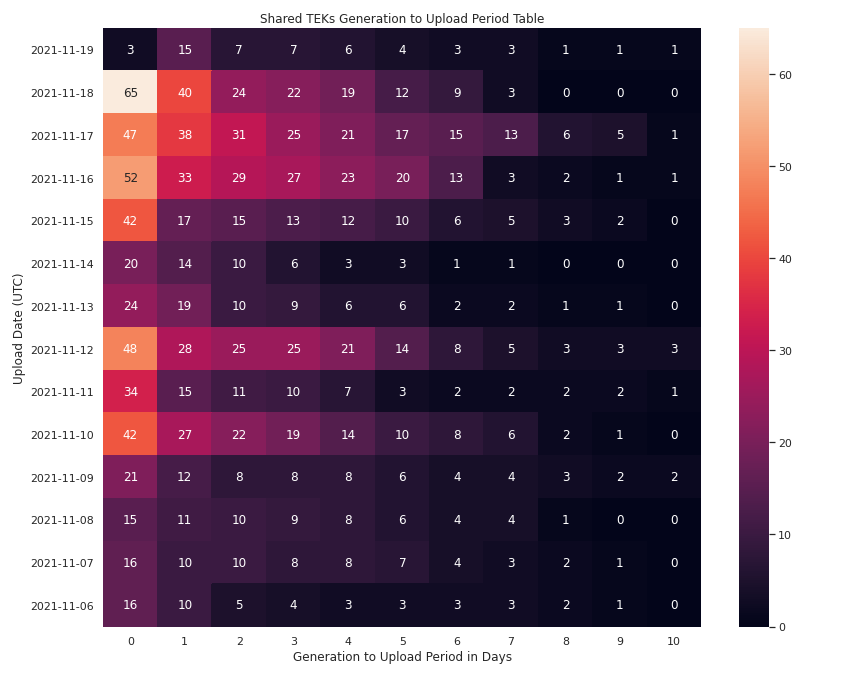 Shared TEKs Generation to Upload Period Table
Upload Date (UTC)
2021-11-19 3 15 7 7 6 4 3 3 1 1 1
2021-11-18 65 40 24 22 19 12 9 3 0 0 0
2021-11-17 47 38 31 25 21 17 15 13 6 5 1
2021-11-16 52 33 29 27 23 20 13 3 2 1 1
2021-11-15 42 17 15 13 12 10 6 5 3 2 0
2021-11-14 20 14 10 6 3 3 1 1 0 0 0
2021-11-13 24 19 10 9 6 6 2 2 1 1 0
2021-11-12 48 28 25 25 21 14 8 5 3 3 3
2021-11-11 34 15 11 10 7 3 2 2 2 2 1
2021-11-10 42 27 22 19 14 10 8 6 2 1 0
2021-11-09 21 12 8 8 8 6 4 4 3 2 2
2021-11-08 15 11 10 9 8 6 4 4 1 0 0
2021-11-07 16 10 10 8 8 7 4 3 2 1 0
2021-11-06 16 10 5 4 3 3 3 3 2 1 0
0 1 2 3 4 5 6 7 8 9 10
Generation to Upload Period in Days
60
50
40
30
20
10
0